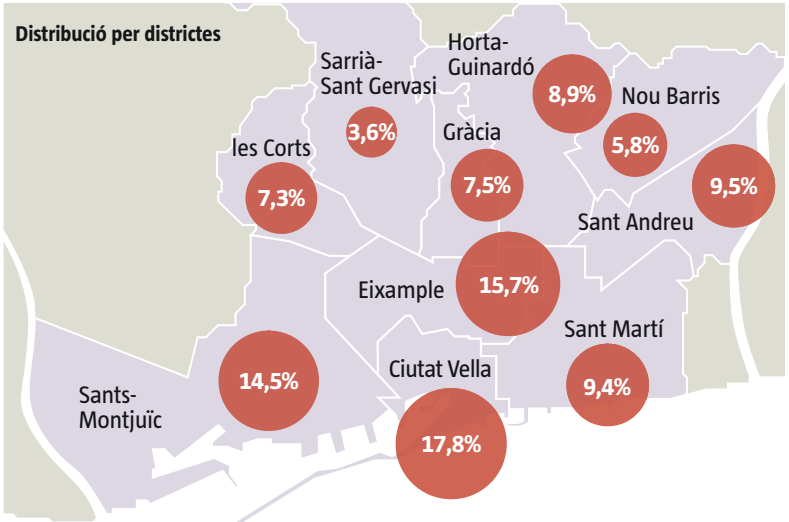 Distribució per districtes
Sarrià-
Sant Gervasi
3,6%
Horta-
Guinardó
8,9%
Nou Barris
5,8%
les Corts
7,3%
Gràcia
7,5%
9,5%
Sant Andreu
Eixample
15,7%
Sant Martí
9,4%
Ciutat Vella
17,8%
14,5%
Sants-
Montjuïc